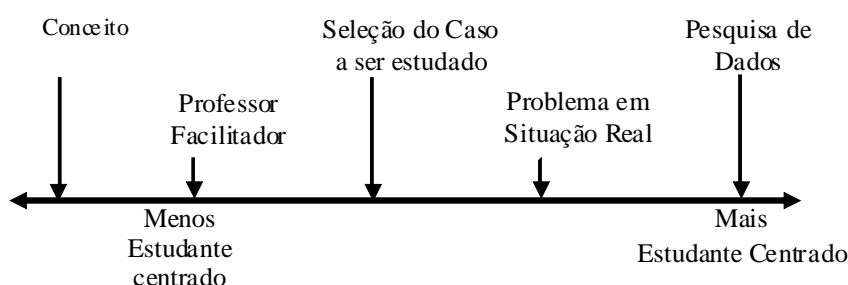 Conceito
Seleção do Caso
a ser estudado
Pesquisa de
Dados
Professor
Facilitador
Problema em
Situação Real
Menos
Estudante
centrado
Mais
Estudante Centrado